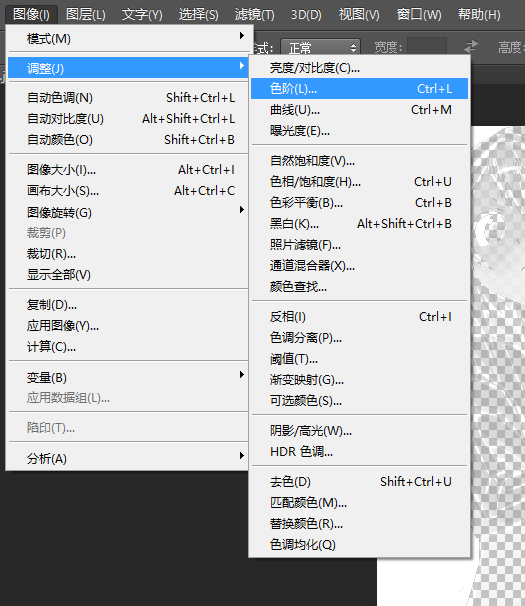 图像(I) 图层(L) 文字(Y) 选择(S) 滤镜(T) 3D(D) 视图(V) 窗口(W) 帮助(H)
式: 正常 宽度: 高度:
模式(M)
调整(J)
自动色调(N) Shift+Ctrl+L
自动对比度(U) Alt+Shift+Ctrl+L
自动颜色(O) Shift+Ctrl+B
图像大小(I)... Alt+Ctrl+I
画布大小(S)... Alt+Ctrl+C
图像旋转(G)
裁剪(P)
裁切(R)...
显示全部(V)
复制(D)...
应用图像(Y)...
计算(C)...
变量(B)
应用数据组(L)...
陷印(T)...
分析(A)
亮度/对比度(C)...
色阶(L)... Ctrl+L
曲线(U)... Ctrl+M
曝光度(E)...
自然饱和度(V)...
色相/饱和度(H)... Ctrl+U
色彩平衡(B)... Ctrl+B
黑白(K)... Alt+Shift+Ctrl+B
照片滤镜(F)...
通道混合器(X)...
颜色查找...
反相(I) Ctrl+I
色调分离(P)...
阈值(T)...
渐变映射(G)...
可选颜色(S)...
阴影/高光(W)...
HDR 色调...
去色(D) Shift+Ctrl+U
匹配颜色(M)...
替换颜色(R)...
色调均化(Q)